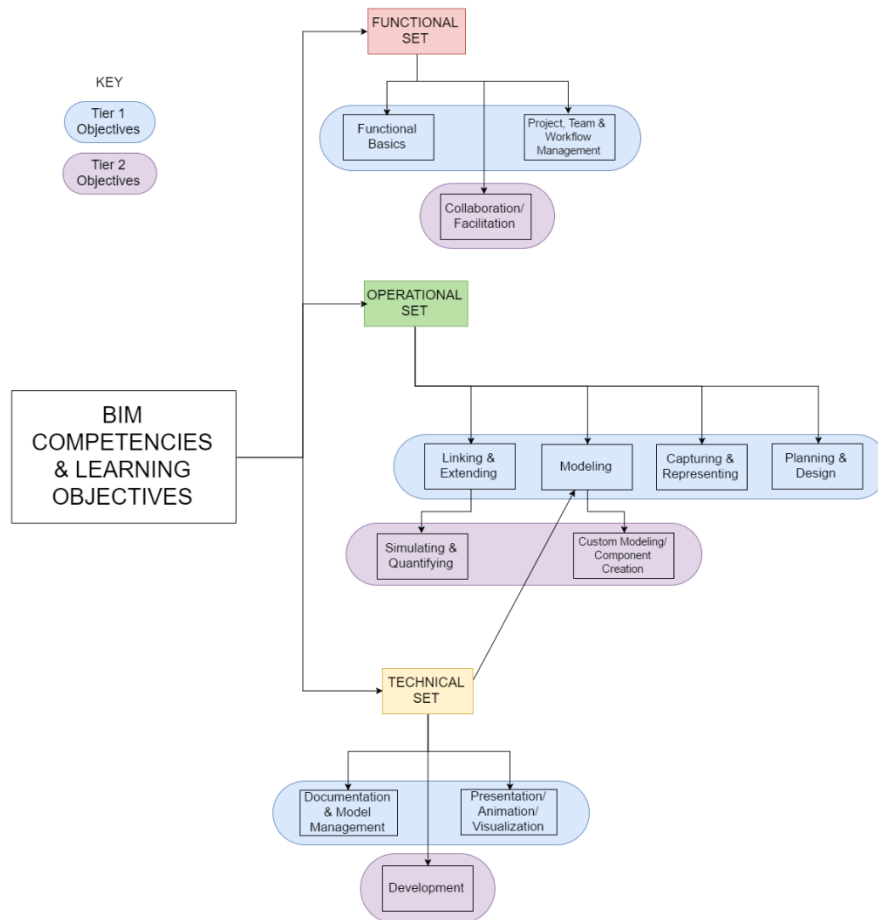 FUNCTIONAL
SET
KEY
Tier 1
Objectives
Tier 2
Objectives
Functional
Basics
Project, Team &
Workflow
Management
Collaboration/
Facilitation
OPERATIONAL
SET
BIM
COMPETENCIES
& LEARNING
OBJECTIVES
Linking &
Extending
Modeling
Capturing &
Representing
Planning &
Design
Simulating &
Quantifying
Custom Modeling/
Component
Creation
TECHNICAL
SET
Documentation
& Model
Management
Presentation/
Animation/
Visualization
Development